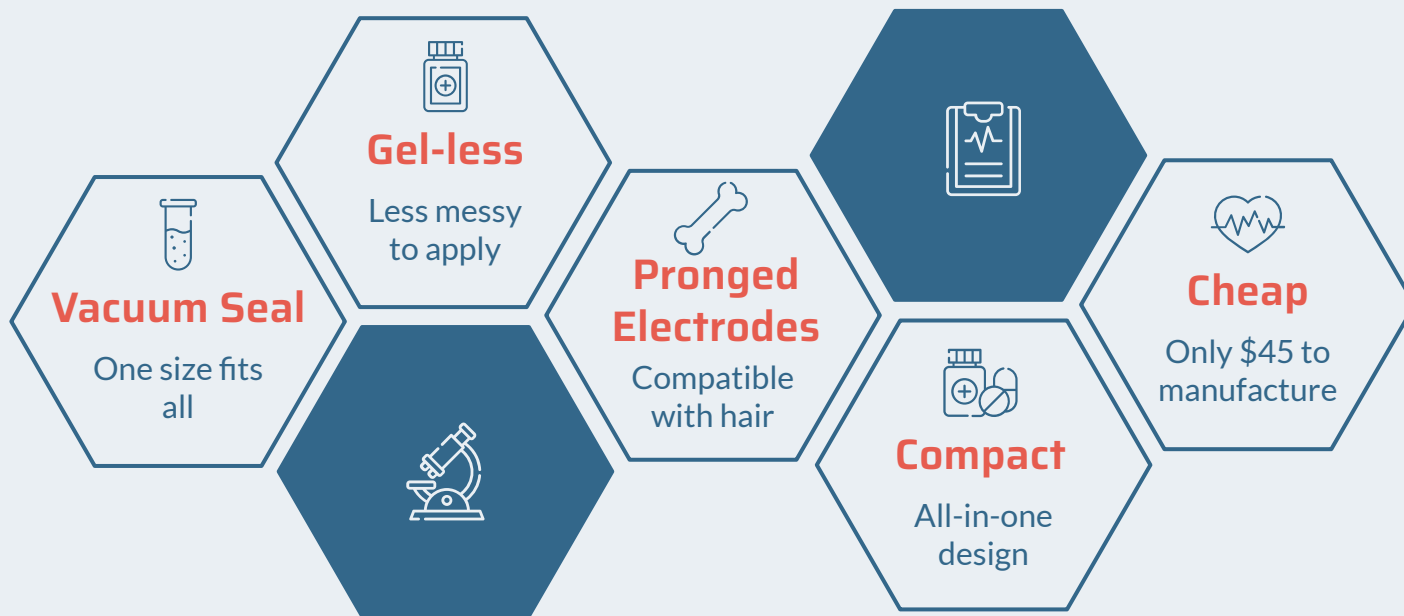 Vacuum Seal
One size fits
all
Gel-less
Less messy
to apply
Pronged
Electrodes
Compatible
with hair
Compact
All-in-one
design
Cheap
Only $45 to
manufacture